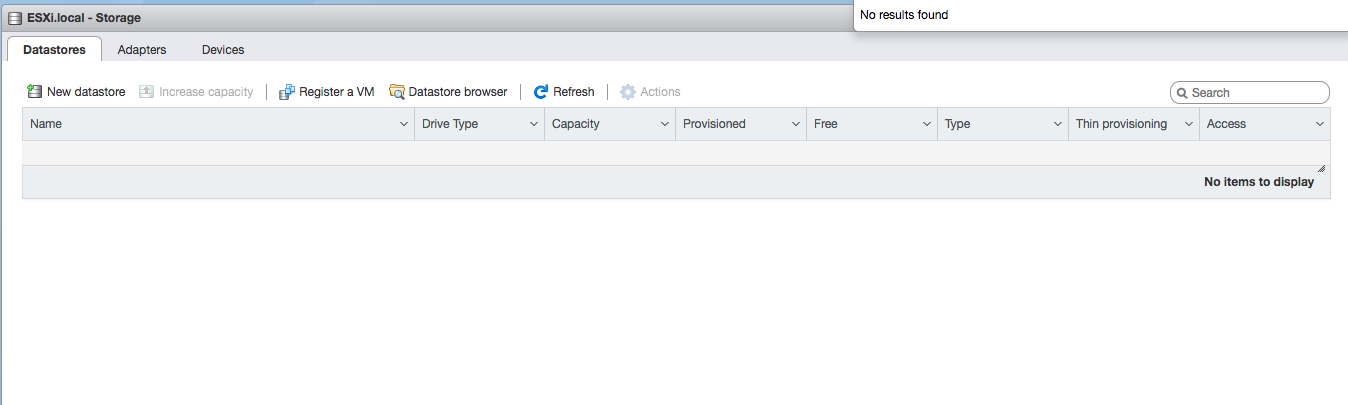 ESXi.local - Storage
No results found
Datastores Adapters Devices
New datastore Increase capacity Register a VM Datastore browser Refresh Actions Search
Name Drive Type Capacity Provisioned Free Type Thin provisioning Access
No items to display